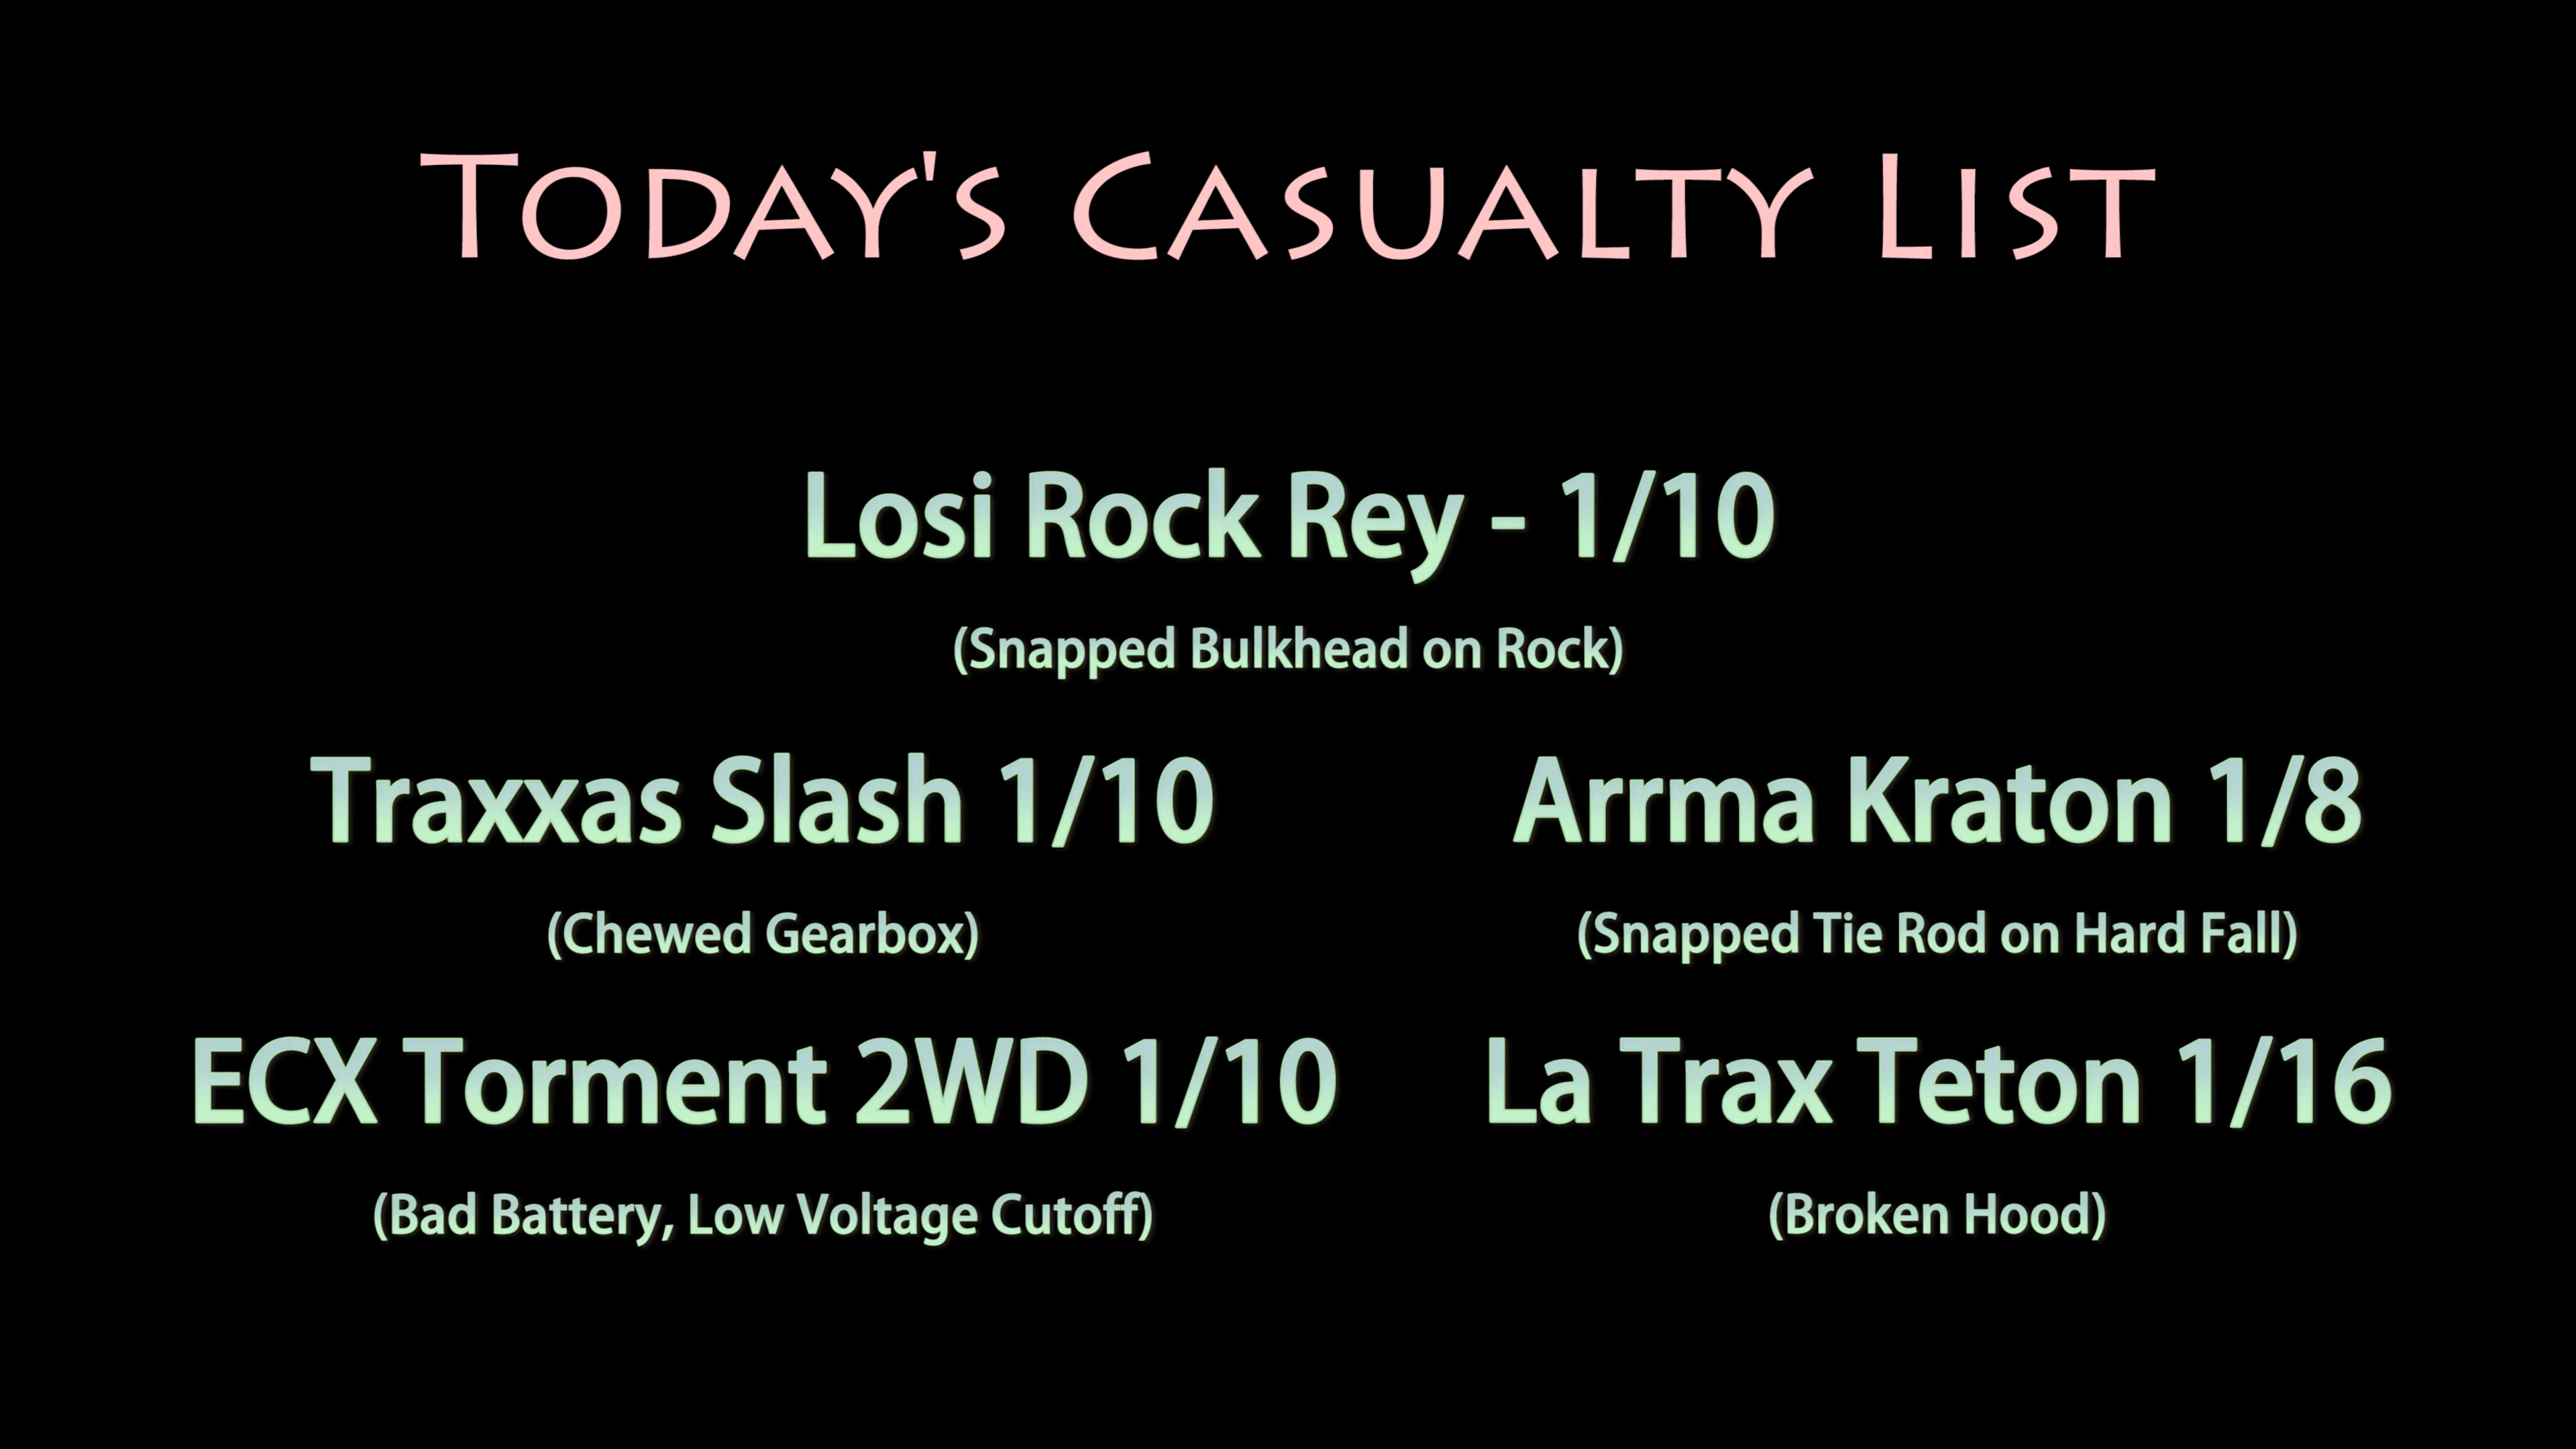 Today's Casualty List
Losi Rock Rey - 1/10
(Snapped Bulkhead on Rock)
Traxxas Slash 1/10
(Chewed Gearbox)
Arrma Kraton 1/8
(Snapped Tie Rod on Hard Fall)
ECX Torment 2WD 1/10
(Bad Battery, Low Voltage Cutoff)
La Trax Teton 1/16
(Broken Hood)